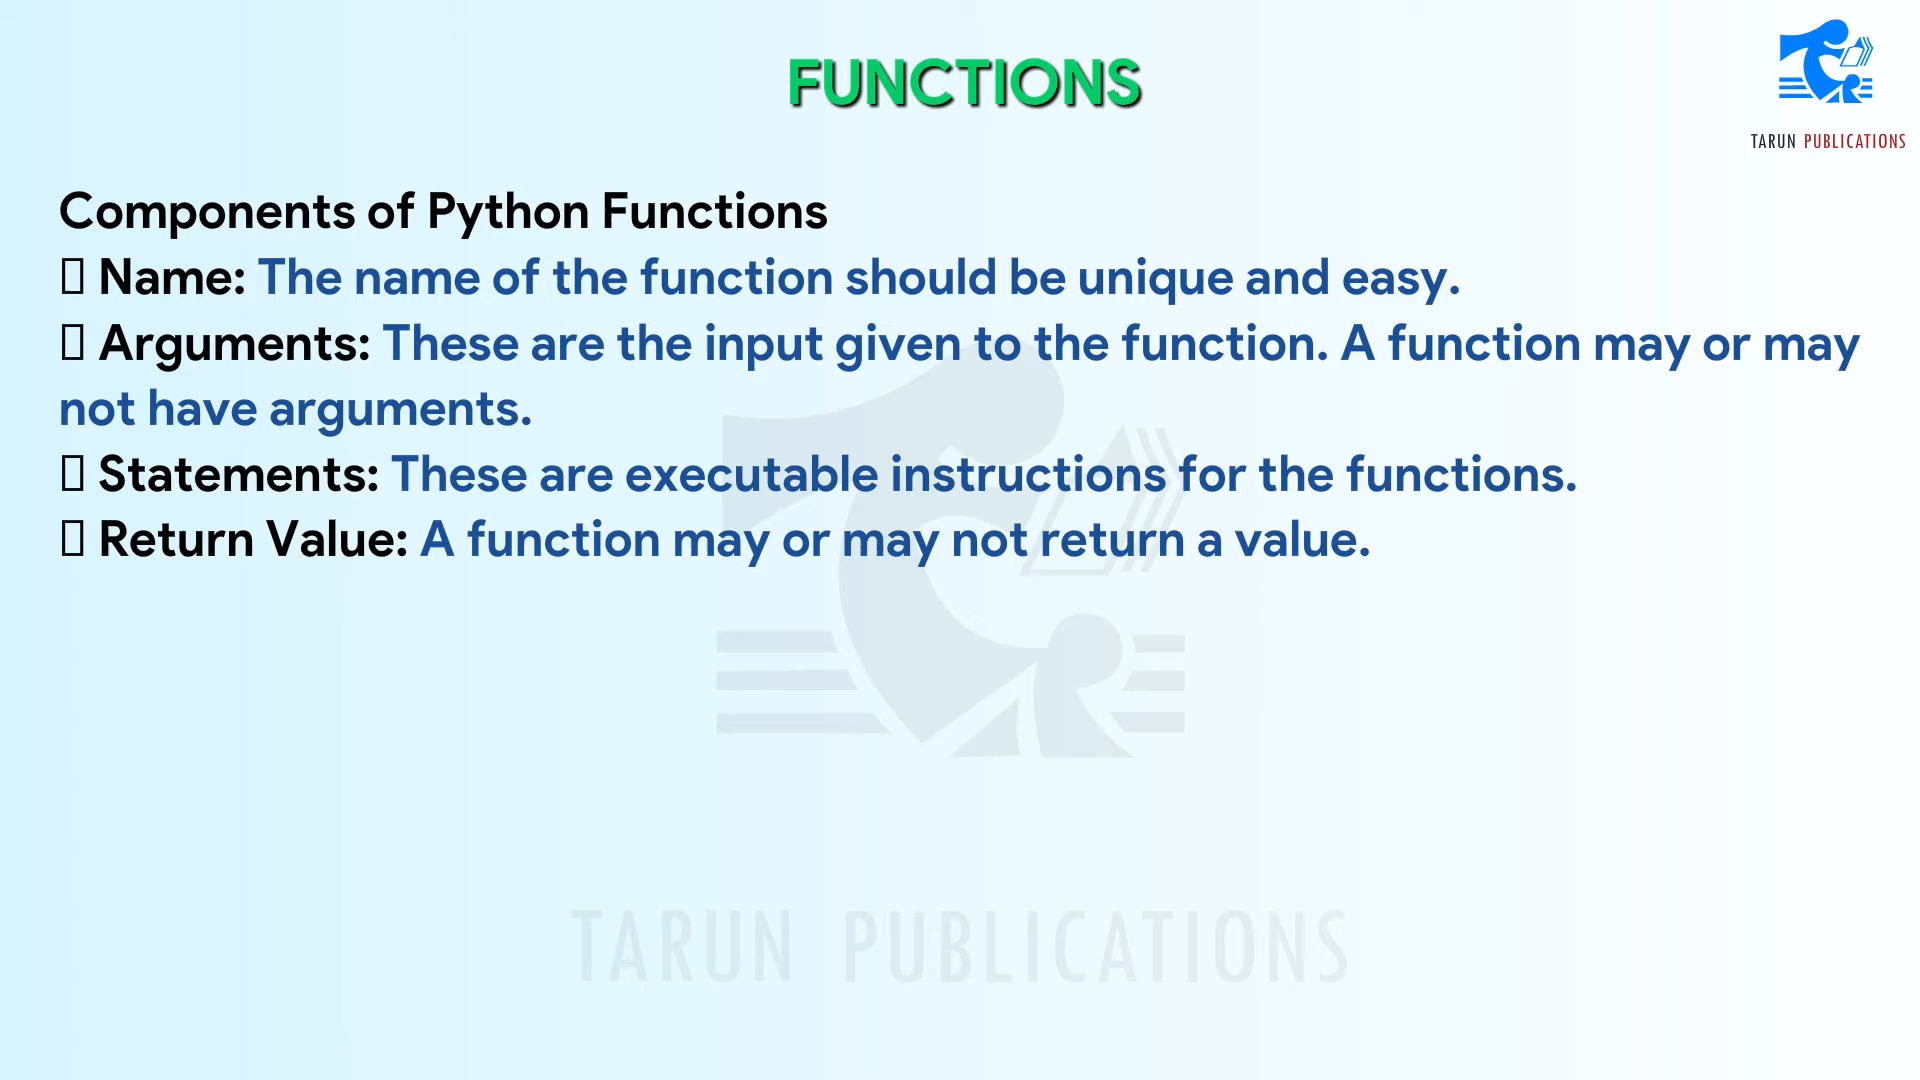 FUNCTIONS
TARUN PUBLICATIONS
Components of Python Functions
Name: The name of the function should be unique and easy.
Arguments: These are the input given to the function. A function may or may
not have arguments.
Statements: These are executable instructions for the functions.
Return Value: A function may or may not return a value.
TARUN PUBLICATIONS